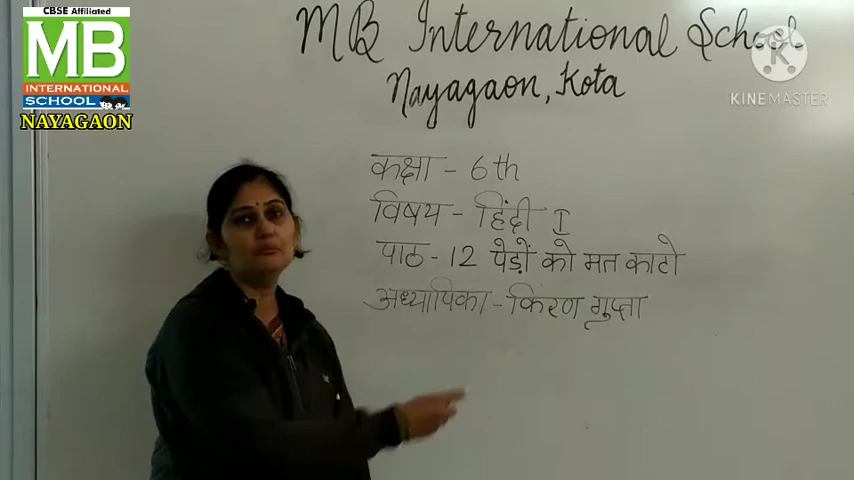 CBSE Affiliated
MB
INTERNATIONAL
SCHOOL
NAYAGAON
MB International School
Nayagaon, Kota
K
KINEMASTER
कक्षा - 6th
विषय - हिंदी I
पाठ - 12 पेड़ों को मत काटो
अध्यापिका - किरण गुप्ता